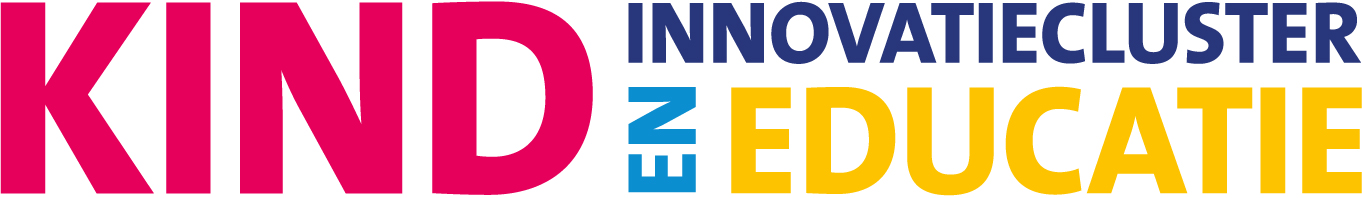 KIND
INNOVATIECLUSTER
EN
EDUCATIE